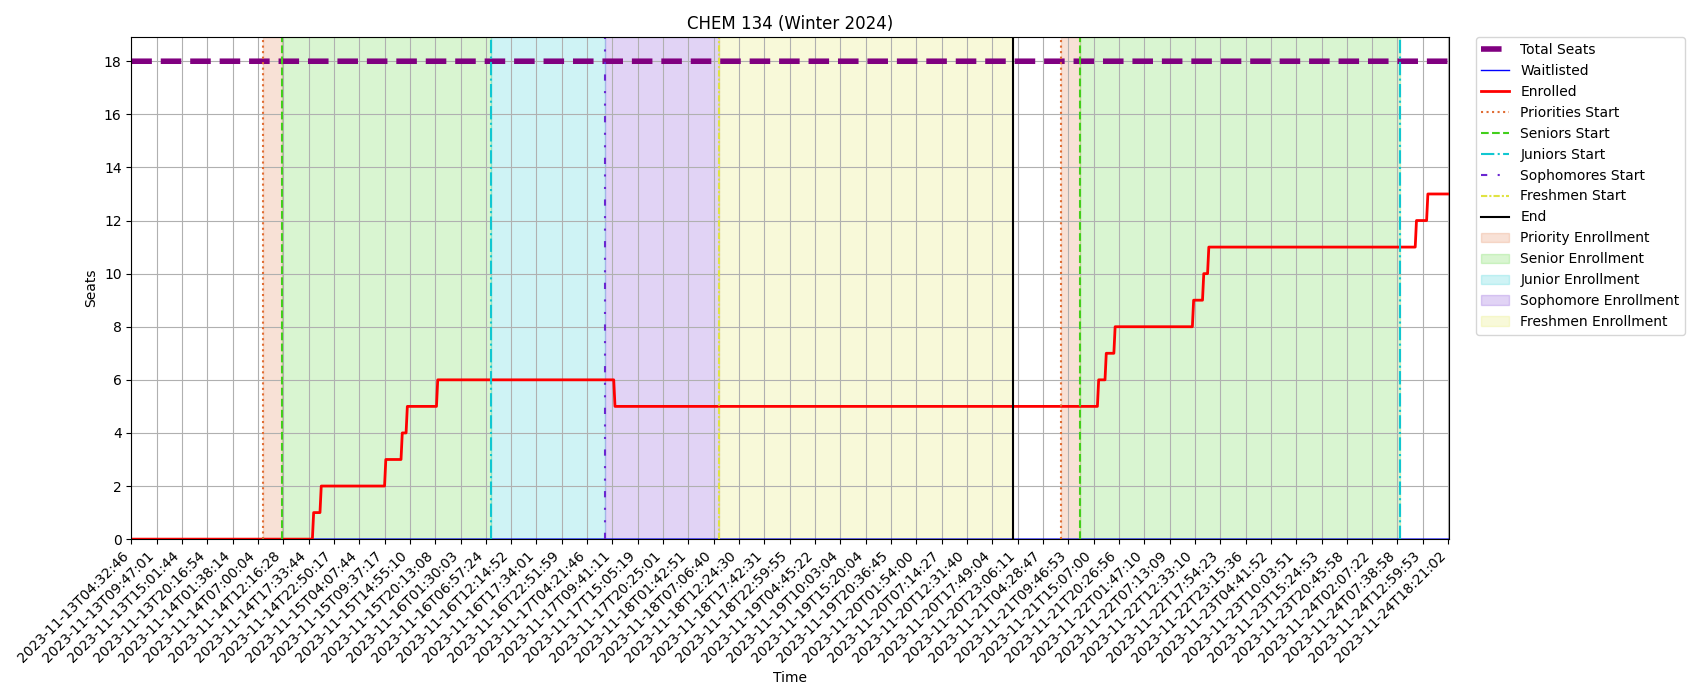 CHEM 134 (Winter 2024)
Seats
18
16
14
12
10
8
6
4
2
0
2023-11-13T04:32:46
2023-11-13T09:47:01
2023-11-13T15:01:44
2023-11-13T20:16:54
2023-11-14T01:38:14
2023-11-14T07:00:04
2023-11-14T12:16:28
2023-11-14T17:33:44
2023-11-14T22:50:17
2023-11-15T04:07:44
2023-11-15T09:37:17
2023-11-15T14:55:10
2023-11-15T20:13:08
2023-11-16T01:30:03
2023-11-16T06:57:24
2023-11-16T12:14:52
2023-11-16T17:34:01
2023-11-16T22:51:59
2023-11-17T04:21:46
2023-11-17T09:41:11
2023-11-17T15:05:19
2023-11-17T20:25:01
2023-11-18T01:42:51
2023-11-18T07:06:40
2023-11-18T12:24:30
2023-11-18T17:42:31
2023-11-18T22:59:55
2023-11-19T04:45:22
2023-11-19T10:03:04
2023-11-19T15:20:04
2023-11-19T20:36:45
2023-11-20T01:54:00
2023-11-20T07:14:27
2023-11-20T12:31:40
2023-11-20T17:49:04
2023-11-20T23:06:11
2023-11-21T04:28:47
2023-11-21T09:46:53
2023-11-21T15:07:00
2023-11-21T20:26:56
2023-11-22T01:47:10
2023-11-22T07:13:09
2023-11-22T12:33:10
2023-11-22T17:54:23
2023-11-22T23:15:36
2023-11-23T04:41:52
2023-11-23T10:03:51
2023-11-23T15:24:53
2023-11-23T20:45:58
2023-11-24T02:07:22
2023-11-24T07:38:58
2023-11-24T12:59:53
2023-11-24T18:21:02
Time
Total Seats
Waitlisted
Enrolled
Priorities Start
Seniors Start
Juniors Start
Sophomores Start
Freshmen Start
End
Priority Enrollment
Senior Enrollment
Junior Enrollment
Sophomore Enrollment
Freshmen Enrollment